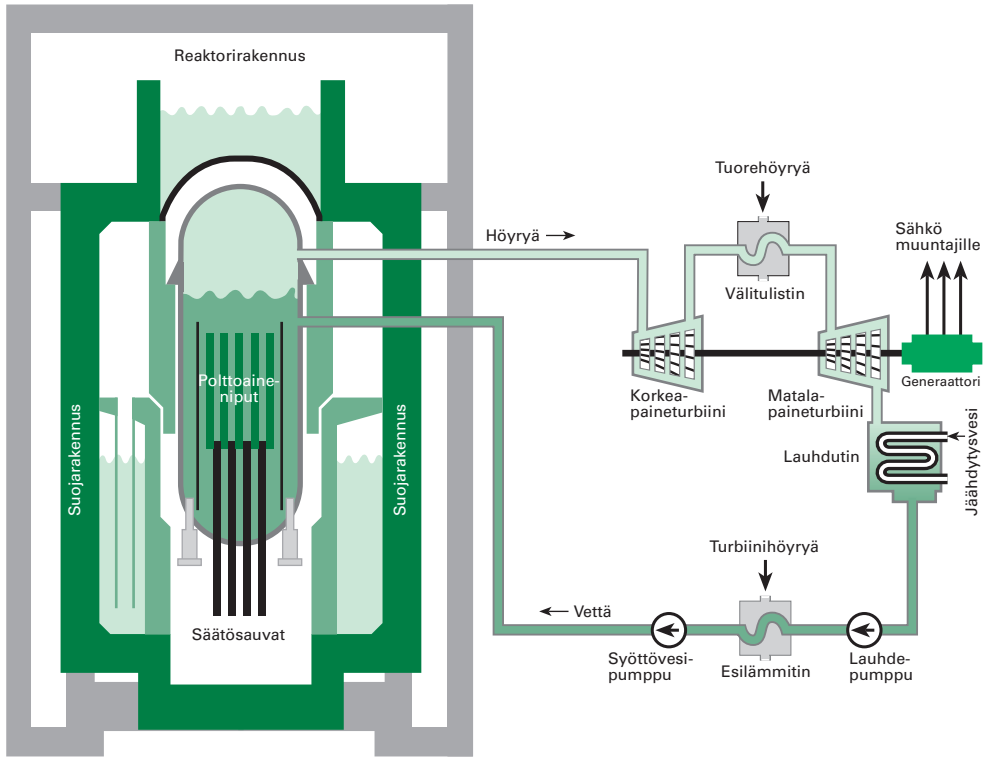 Reaktorirakennus
Tuorehöyryä
Sähkö
muuntajille
Höyryä
Välitulistin
Polttoaine-
niput
Generaattori
Korkea-
paineturbiini
Matala-
paineturbiini
Suojarakennus
Suojarakennus
Lauhdutin
Jäähdytysvesi
Turbiinihöyryä
Vettä
Säätösauvat
Syöttövesi-
pumppu
Esilämmitin
Lauhde-
pumppu